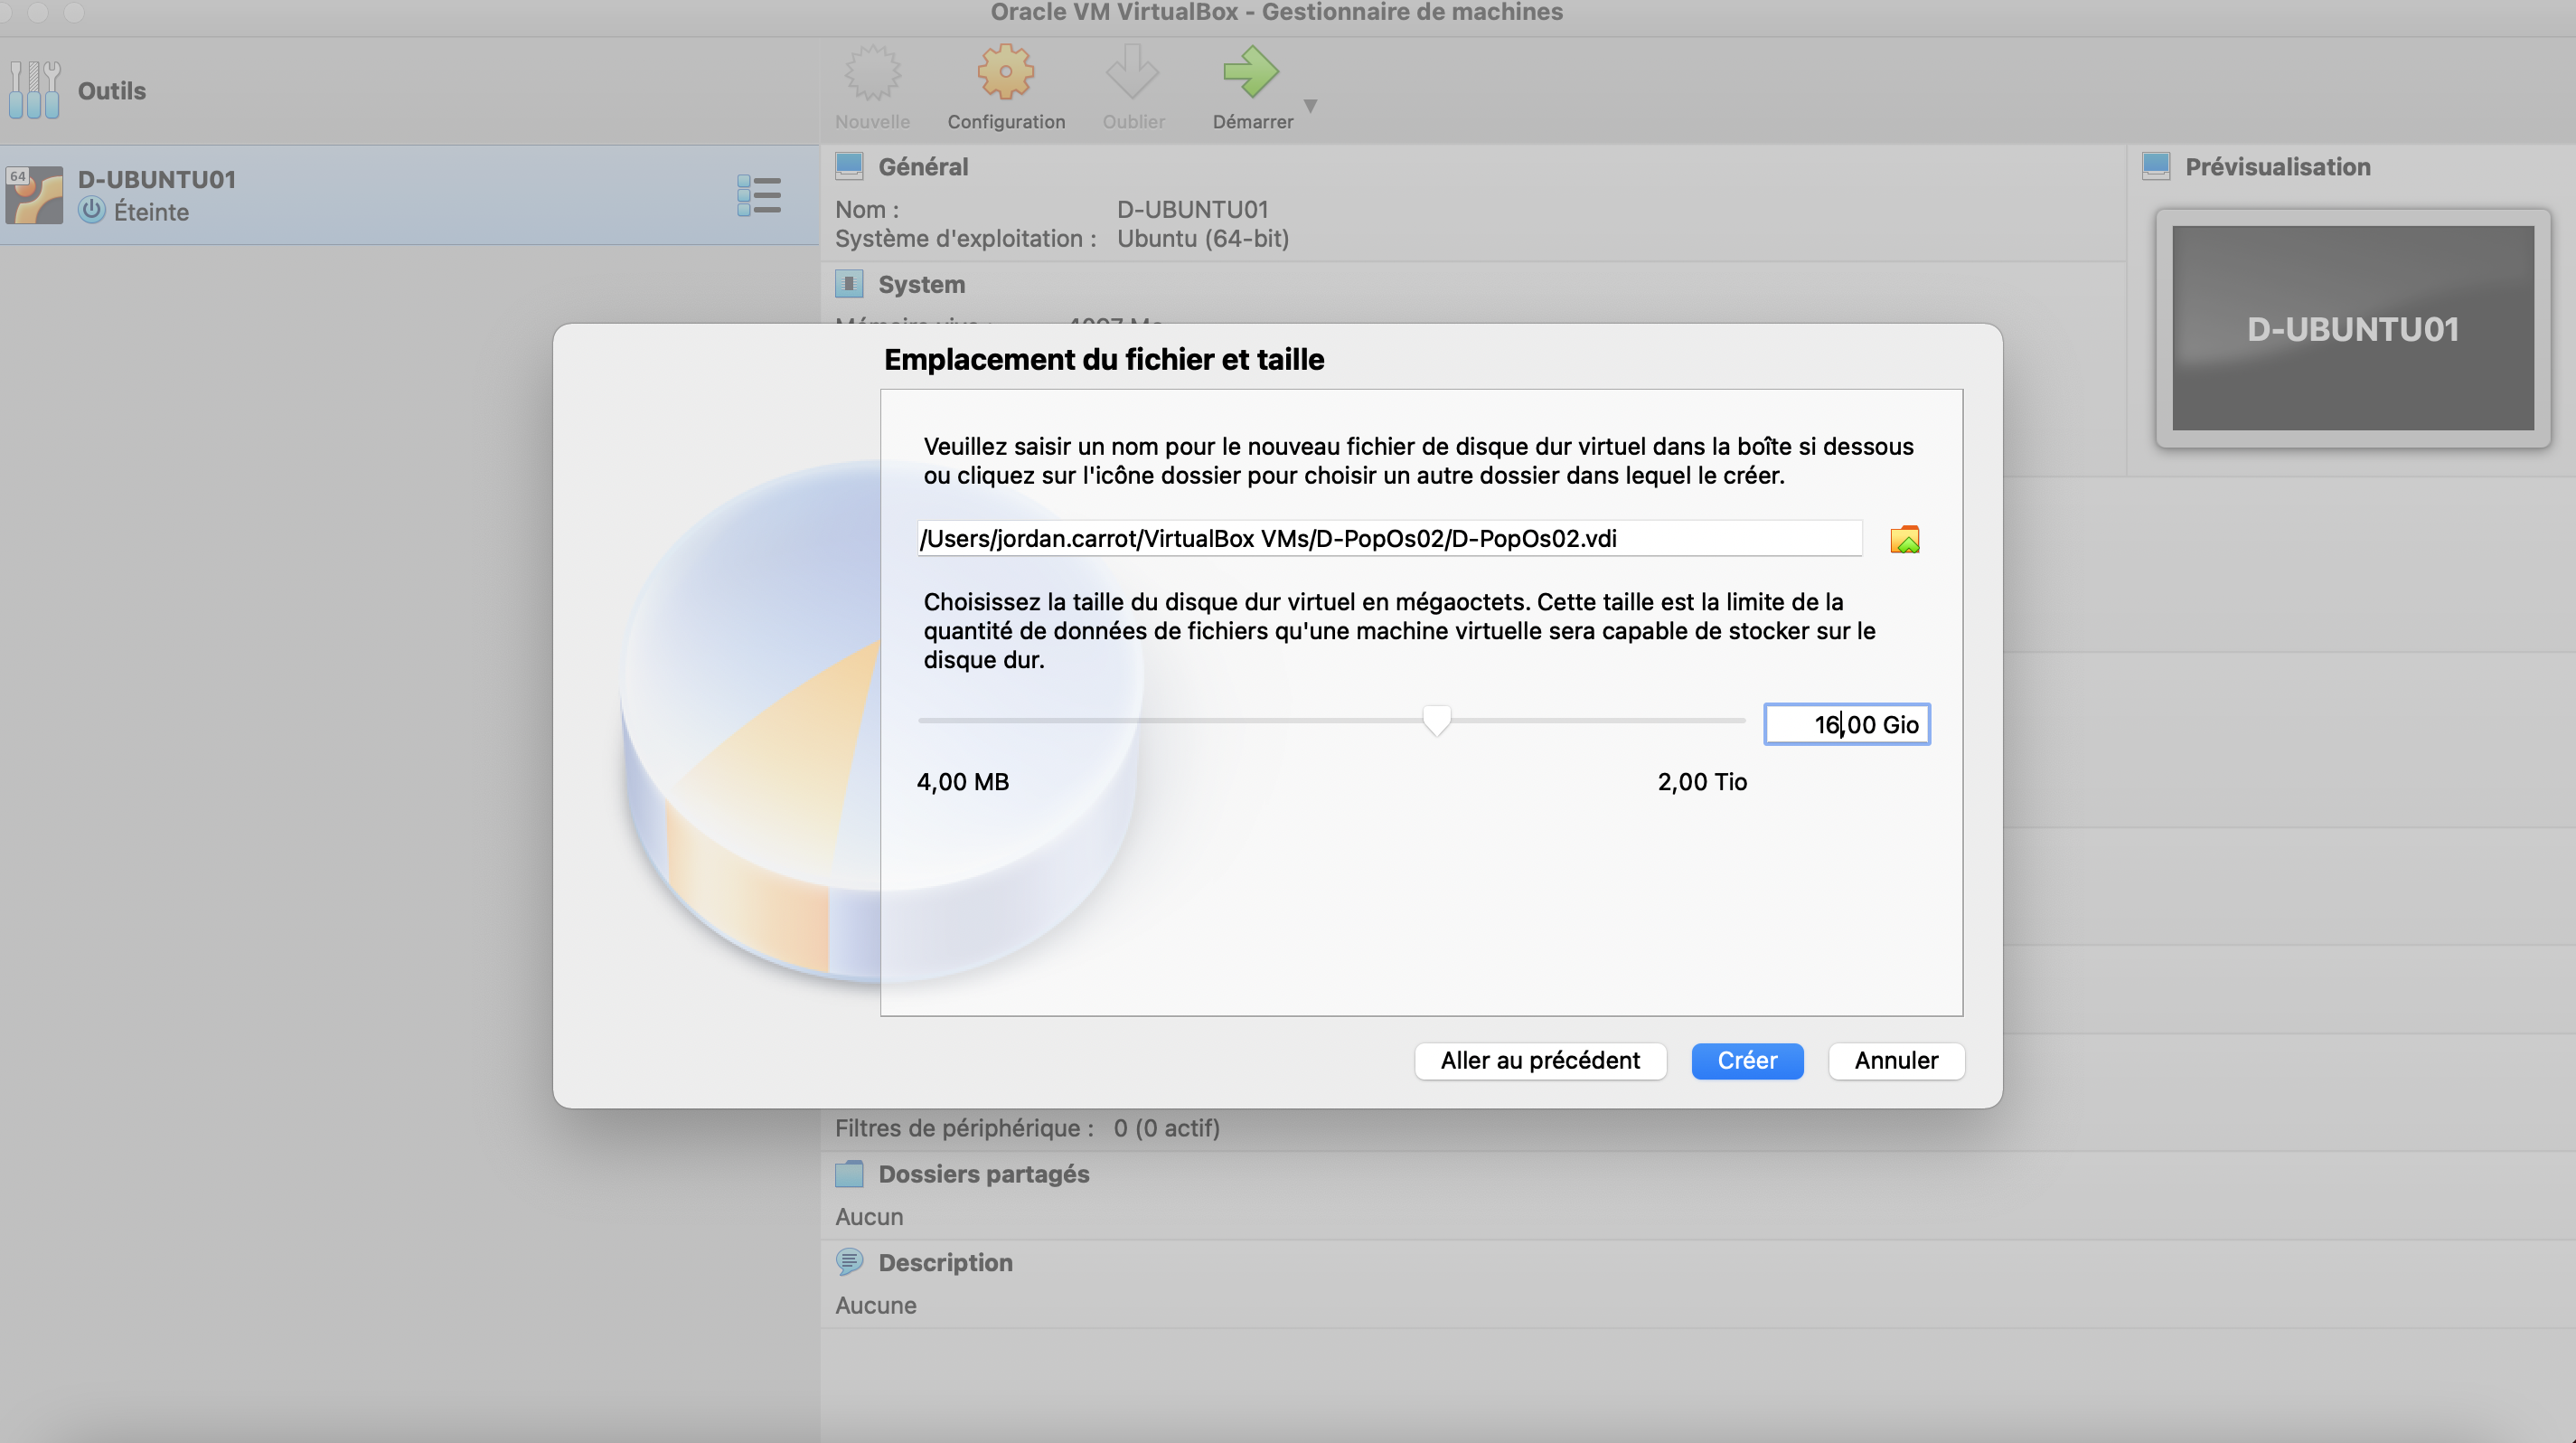 Oracle VM VirtualBox - Gestionnaire de machines
Outils
Nouvelle
Configuration
Oublier
Démarrer
64
D-UBUNTU01
Éteinte
Général
Nom : D-UBUNTU01
Système d'exploitation : Ubuntu (64-bit)
System
Prévisualisation
D-UBUNTU01
Emplacement du fichier et taille
Veuillez saisir un nom pour le nouveau fichier de disque dur virtuel dans la boîte si dessous
ou cliquez sur l'icône dossier pour choisir un autre dossier dans lequel le créer.
/Users/jordan.carrot/VirtualBox VMs/D-PopOs02/D-PopOs02.vdi
Choisissez la taille du disque dur virtuel en mégaoctets. Cette taille est la limite de la
quantité de données de fichiers qu'une machine virtuelle sera capable de stocker sur le
disque dur.
16,00 Gio
4,00 MB
2,00 Tio
Aller au précédent
Créer
Annuler
Filtres de périphérique : 0 (0 actif)
Dossiers partagés
Aucun
Description
Aucune